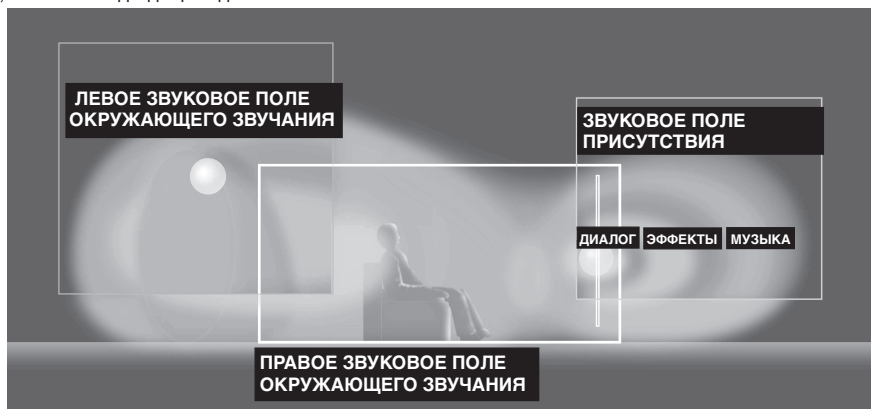 ЛЕВОЕ ЗВУКОВОЕ ПОЛЕ
ОКРУЖАЮЩЕГО ЗВУЧАНИЯ
ЗВУКОВОЕ ПОЛЕ
ПРИСУТСТВИЯ
ДИАЛОГ ЭФФЕКТЫ МУЗЫКА
ПРАВОЕ ЗВУКОВОЕ ПОЛЕ
ОКРУЖАЮЩЕГО ЗВУЧАНИЯ